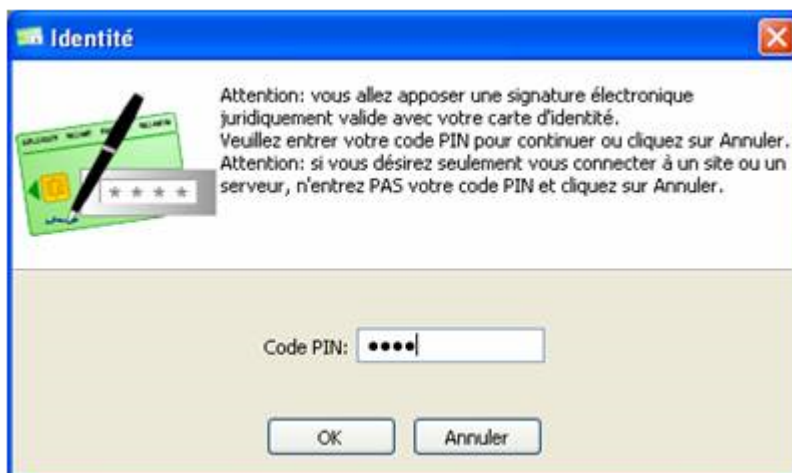 Identité
Attention: vous allez apposer une signature électronique
juridiquement valide avec votre carte d'identité.
Veuillez entrer votre code PIN pour continuer ou cliquez sur Annuler.
Attention: si vous désirez seulement vous connecter à un site ou un
serveur, n'entrez PAS votre code PIN et cliquez sur Annuler.
* * * *
Code PIN: ●●●●
OK
Annuler